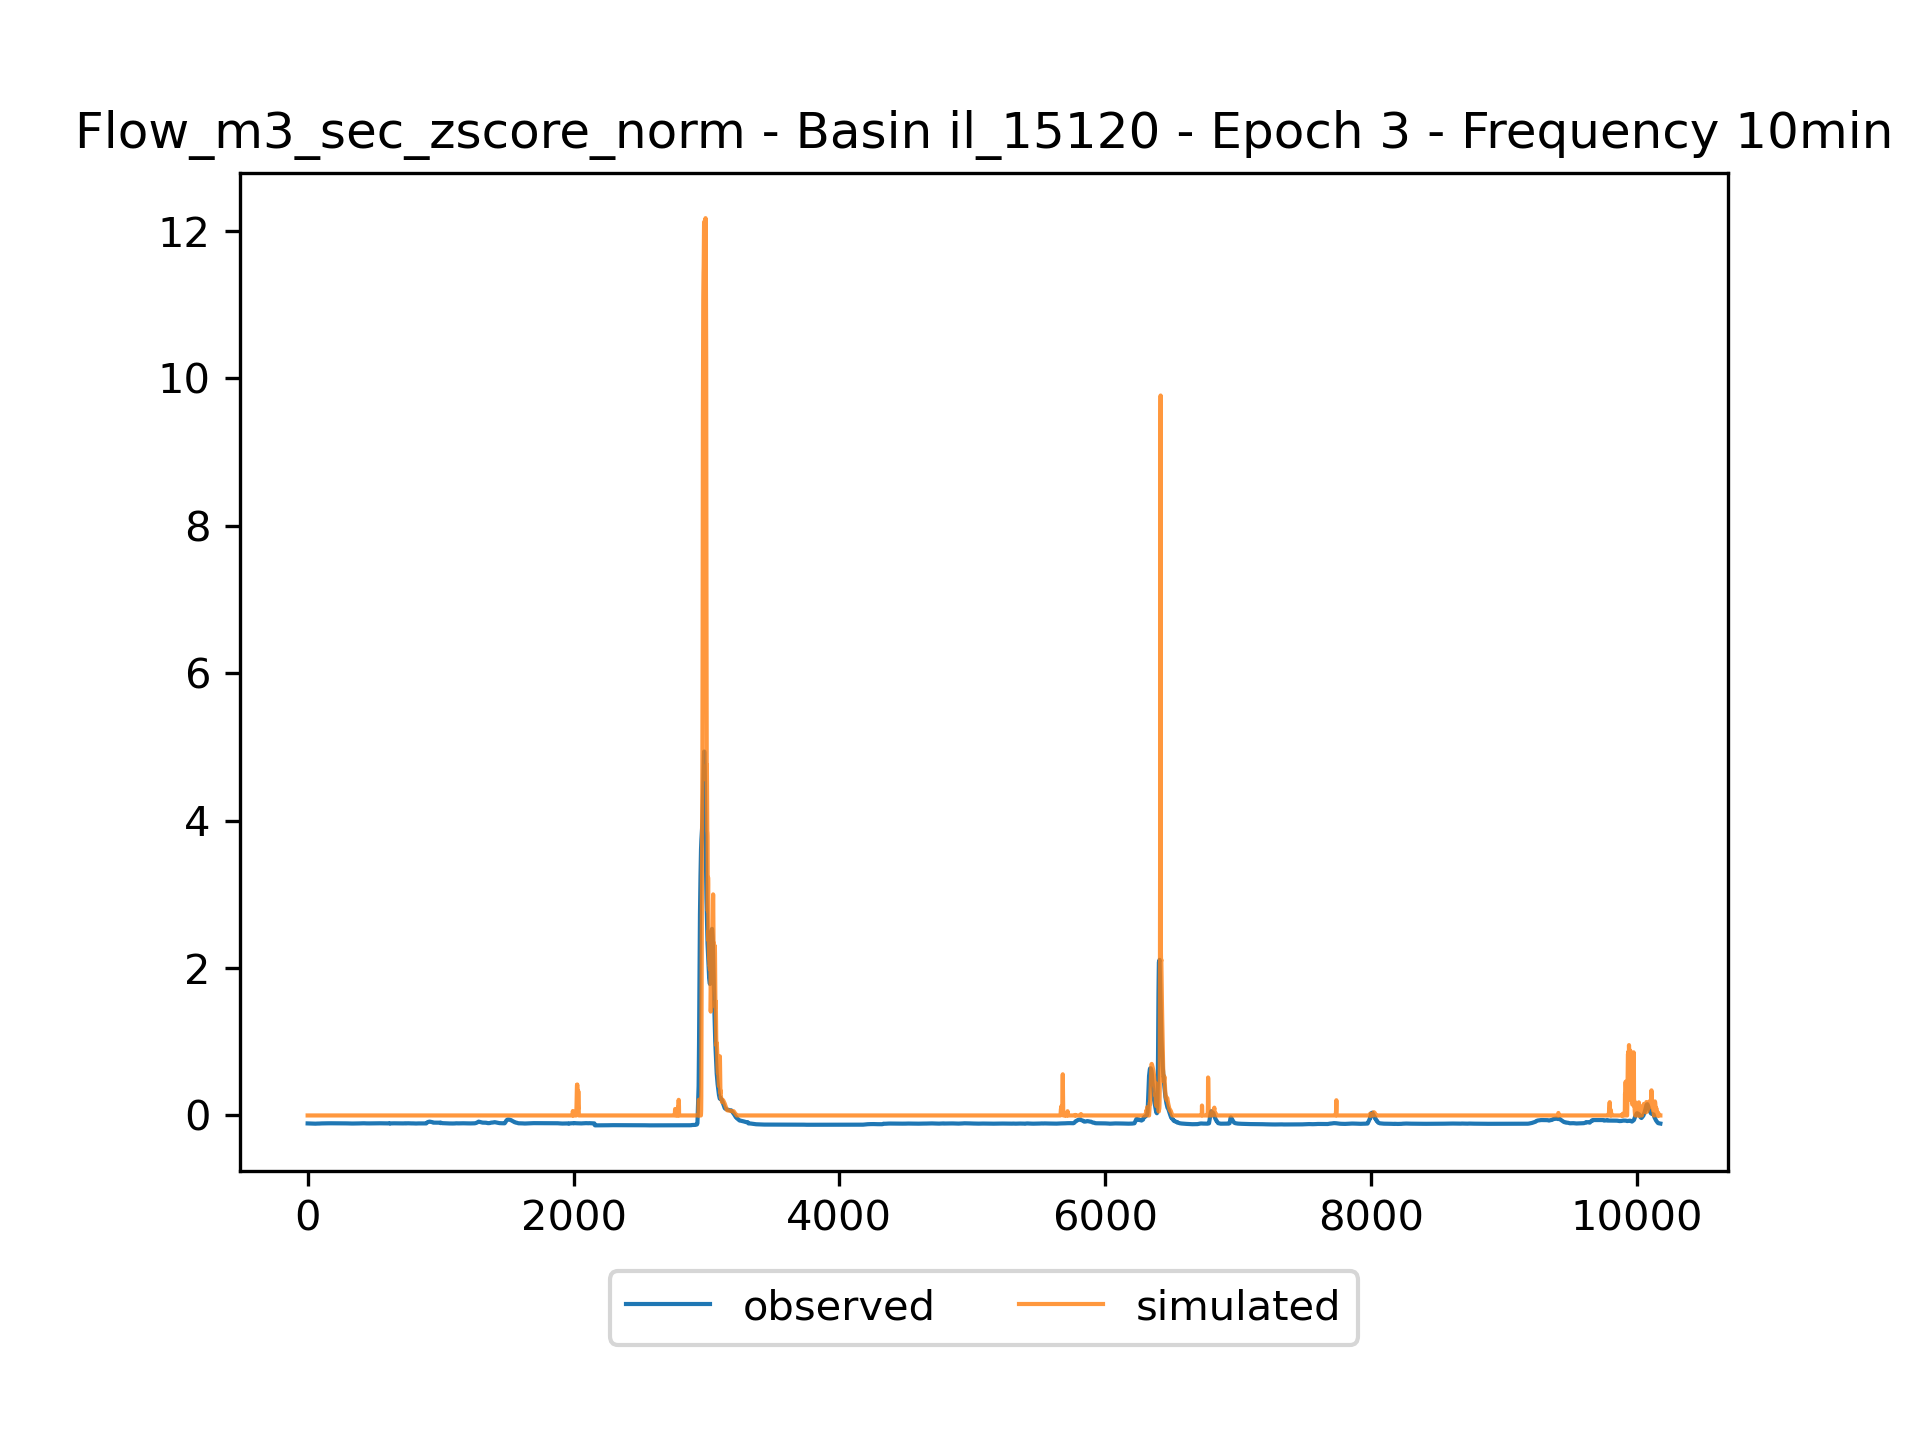 Flow_m3_sec_zscore_norm - Basin il_15120 - Epoch 3 - Frequency 10min
12
10
8
6
4
2
0
0 2000 4000 6000 8000 10000
observed simulated